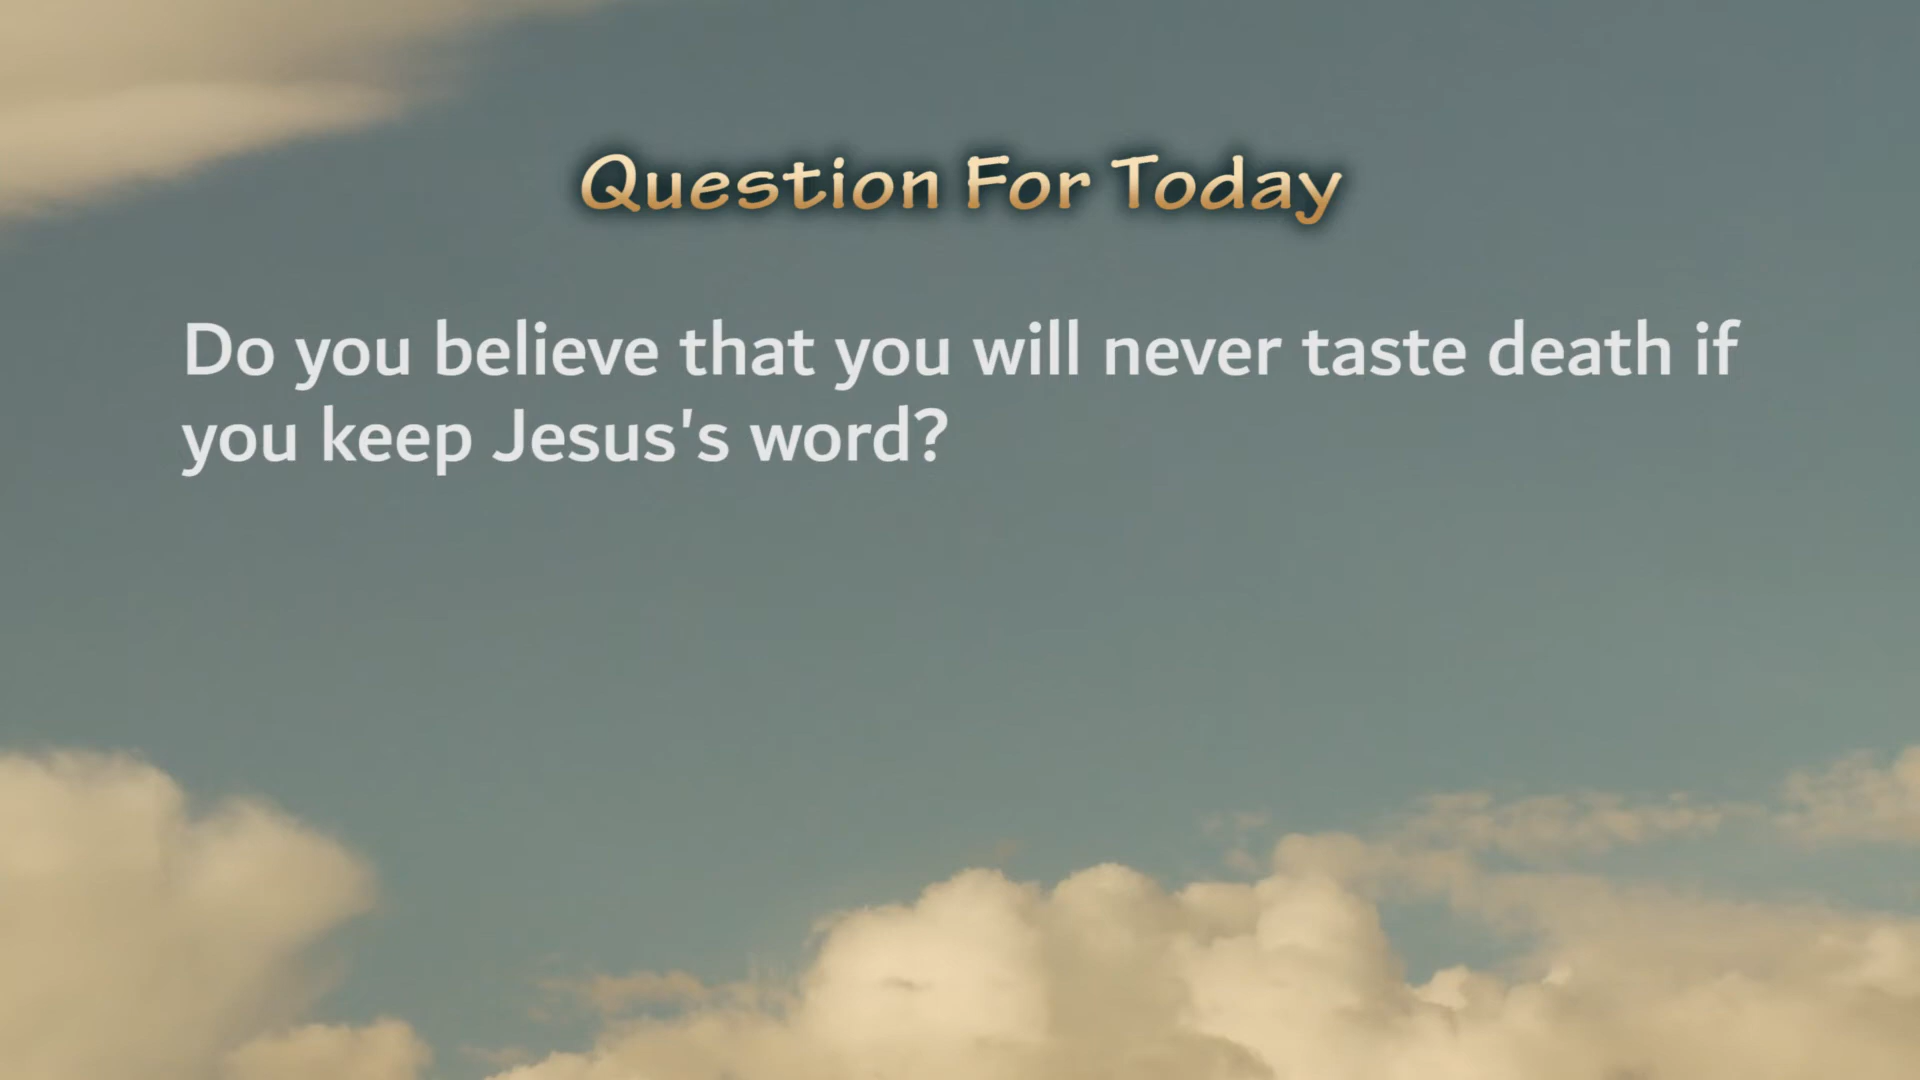 Question For Today
Do you believe that you will never taste death if
you keep Jesus's word?